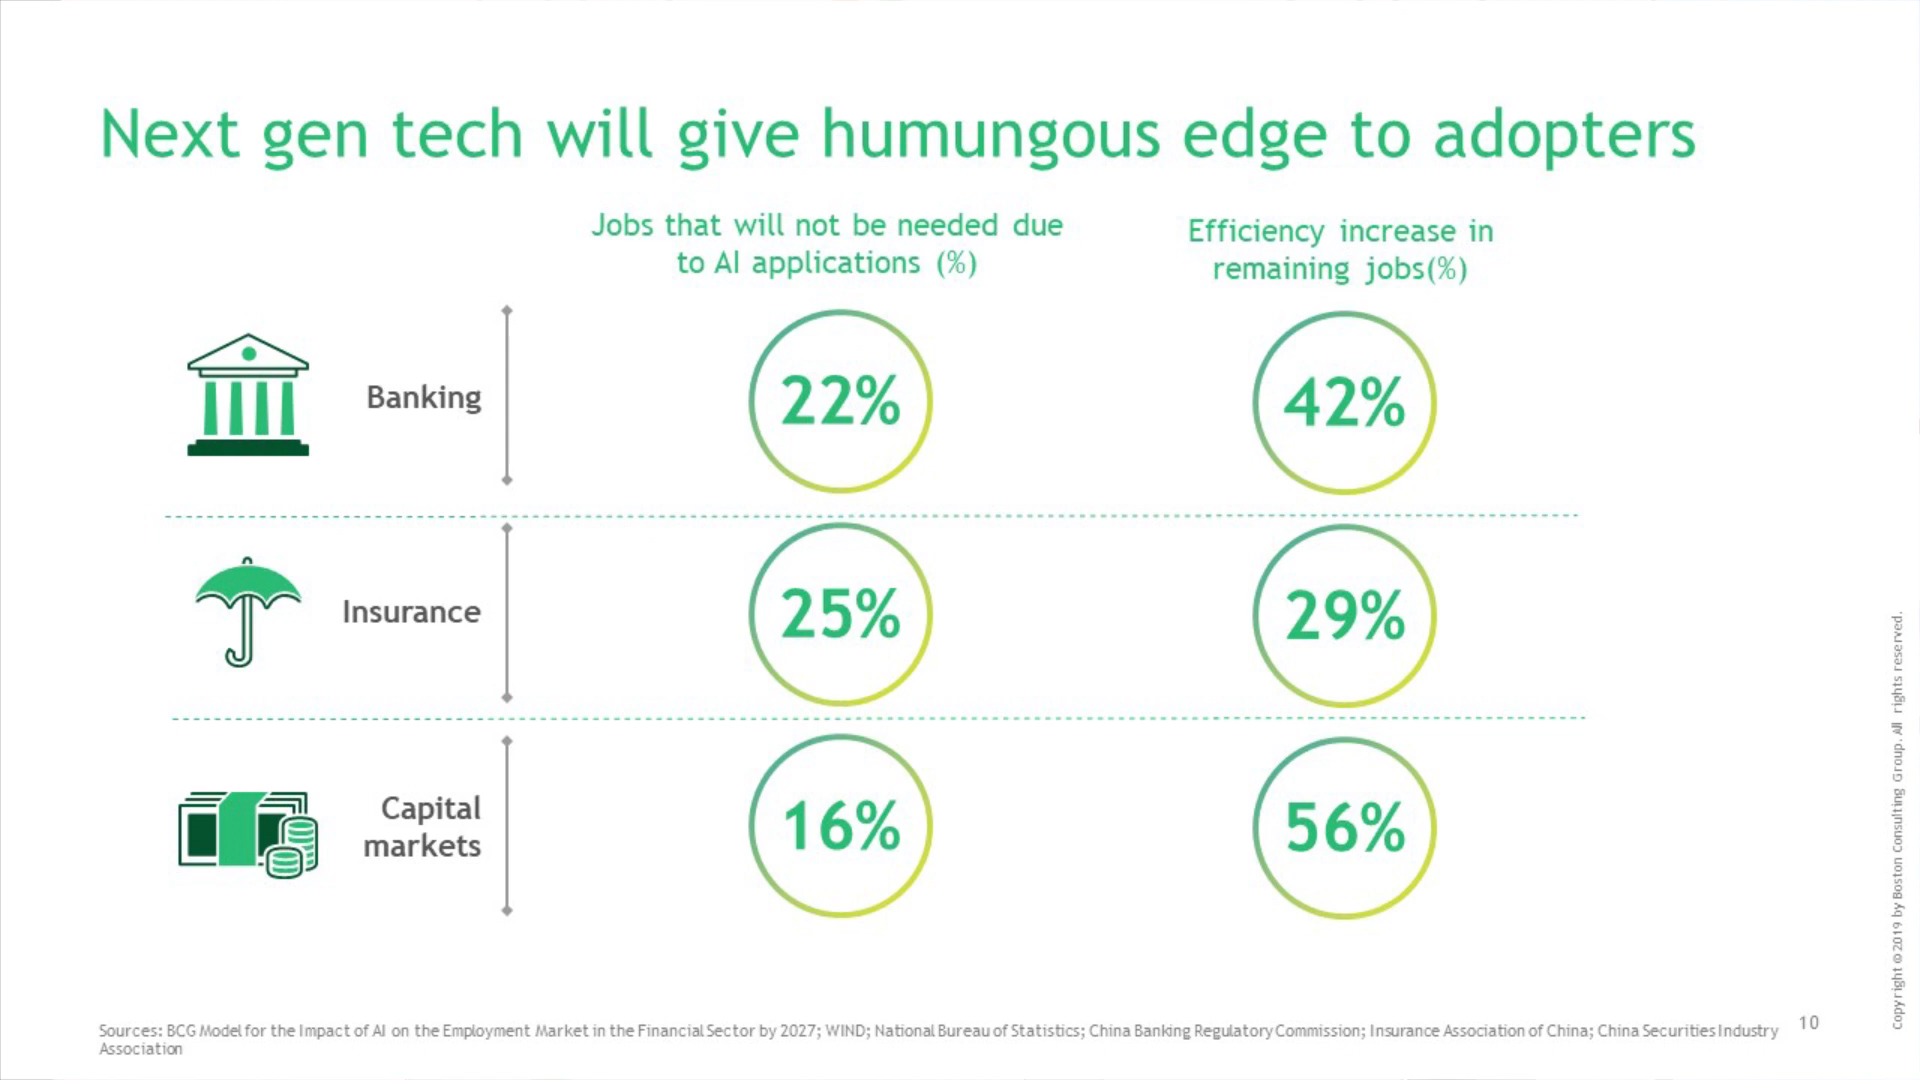 Next gen tech will give humungous edge to adopters
Jobs that will not be needed due
to AI applications (%)
Efficiency increase in
remaining jobs(%)
Banking
22%
42%
Insurance
25%
29%
Capital
markets
16%
56%
Sources: BCG Model for the Impact of AI on the Employment Market in the Financial Sector by 2027; WIND; National Bureau of Statistics; China Banking Regulatory Commission; Insurance Association of China; China Securities Industry
Association
10
Copyright © 2019 by Boston Consulting Group. All rights reserved.